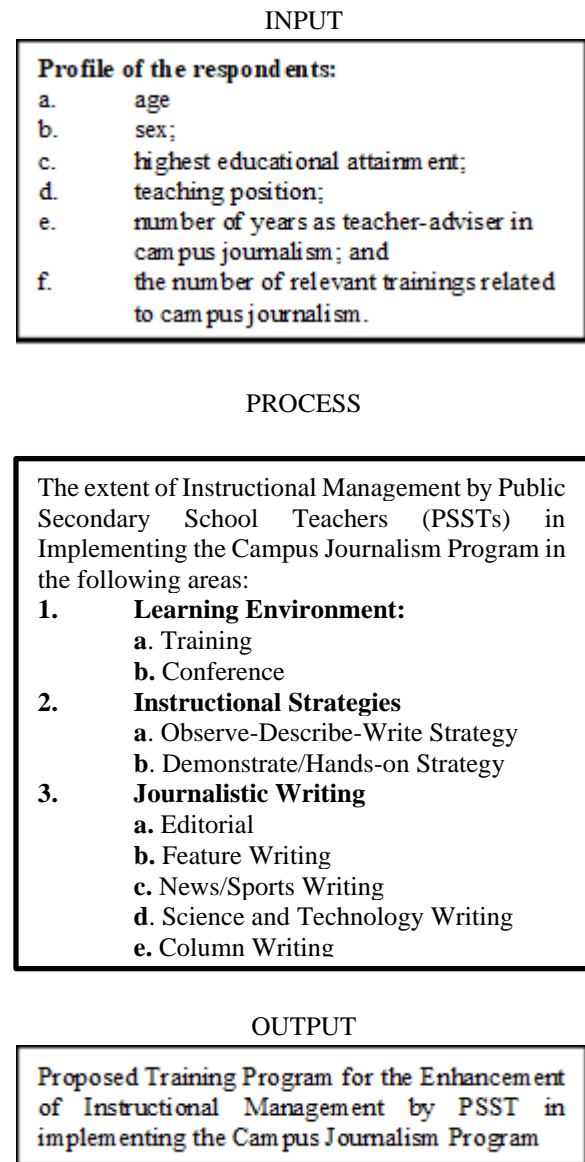 INPUT
Profile of the respondents:
a. age
b. sex;
c. highest educational attainment;
d. teaching position;
e. number of years as teacher-adviser in
campus journalism; and
f. the number of relevant trainings related
to campus journalism.
PROCESS
The extent of Instructional Management by Public
Secondary School Teachers (PSSTs) in
Implementing the Campus Journalism Program in
the following areas:
1. Learning Environment:
a. Training
b. Conference
2. Instructional Strategies
a. Observe-Describe-Write Strategy
b. Demonstrate/Hands-on Strategy
3. Journalistic Writing
a. Editorial
b. Feature Writing
c. News/Sports Writing
d. Science and Technology Writing
e. Column Writing
OUTPUT
Proposed Training Program for the Enhancement
of Instructional Management by PSST in
implementing the Campus Journalism Program